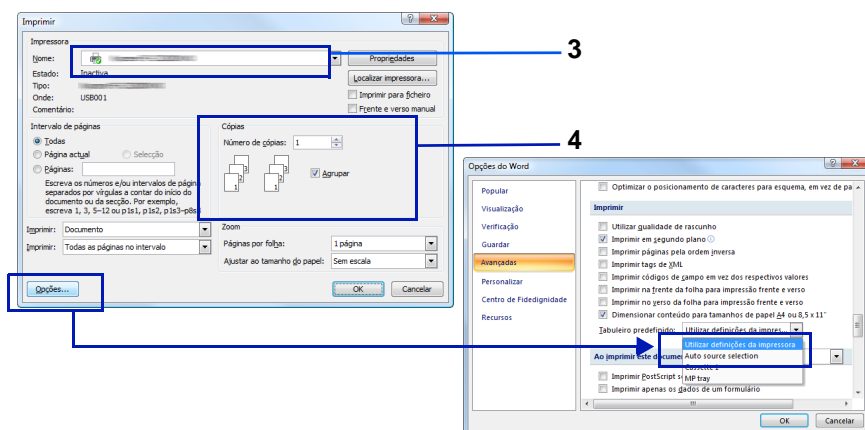 Imprimir
Impressora
Nome:
Propriedades
3
Estado: Inactiva
Localizar impressora...
Tipo:
Onde: USB001
Imprimir para ficheiro
Comentário:
Frente e verso manual
Intervalo de páginas
Todas
Página actual Selecção
Páginas:
Escreva os números e/ou intervalos de página
separados por vírgulas a contar do início do
documento ou da secção. Por exemplo,
escreva 1, 3, 5–12 ou p1s1, p1s2, p1s3–p8s3
Cópias
Número de cópias: 1
4
Agrupar
1 2 3
1 2 3
Imprimir: Documento
Imprimir: Todas as páginas no intervalo
Zoom
Páginas por folha: 1 página
Ajustar ao tamanho do papel: Sem escala
Opções...
OK
Cancelar
Opções do Word
Popular
Visualização
Verificação
Guardar
Avançadas
Personalizar
Centro de Fidedignidade
Recursos
Optimizar o posicionamento de caracteres para esquema, em vez de pa
Imprimir
Utilizar qualidade de rascunho
Imprimir em segundo plano
Imprimir páginas pela ordem inversa
Imprimir tags de XML
Imprimir códigos de campo em vez dos respectivos valores
Imprimir na frente da folha para impressão frente e verso
Imprimir no verso da folha para impressão frente e verso
Dimensionar conteúdo para tamanhos de papel A4 ou 8,5 x 11"
Tabuleiro predefinido: Utilizar definições da impres...
Utilizar definições da impressora
Ao imprimir este docume
Auto source selection
MP tray
Imprimir PostScript s
Imprimir apenas os dados de um formulário
OK
Cancelar